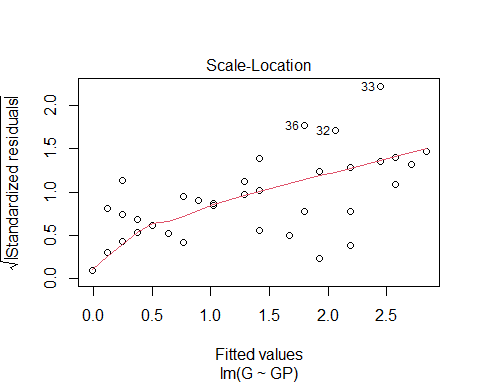 Scale-Location
√|Standardized residuals|
0.0 0.5 1.0 1.5 2.0
33
36
32
0.0 0.5 1.0 1.5 2.0 2.5
Fitted values
lm(G ~ GP)